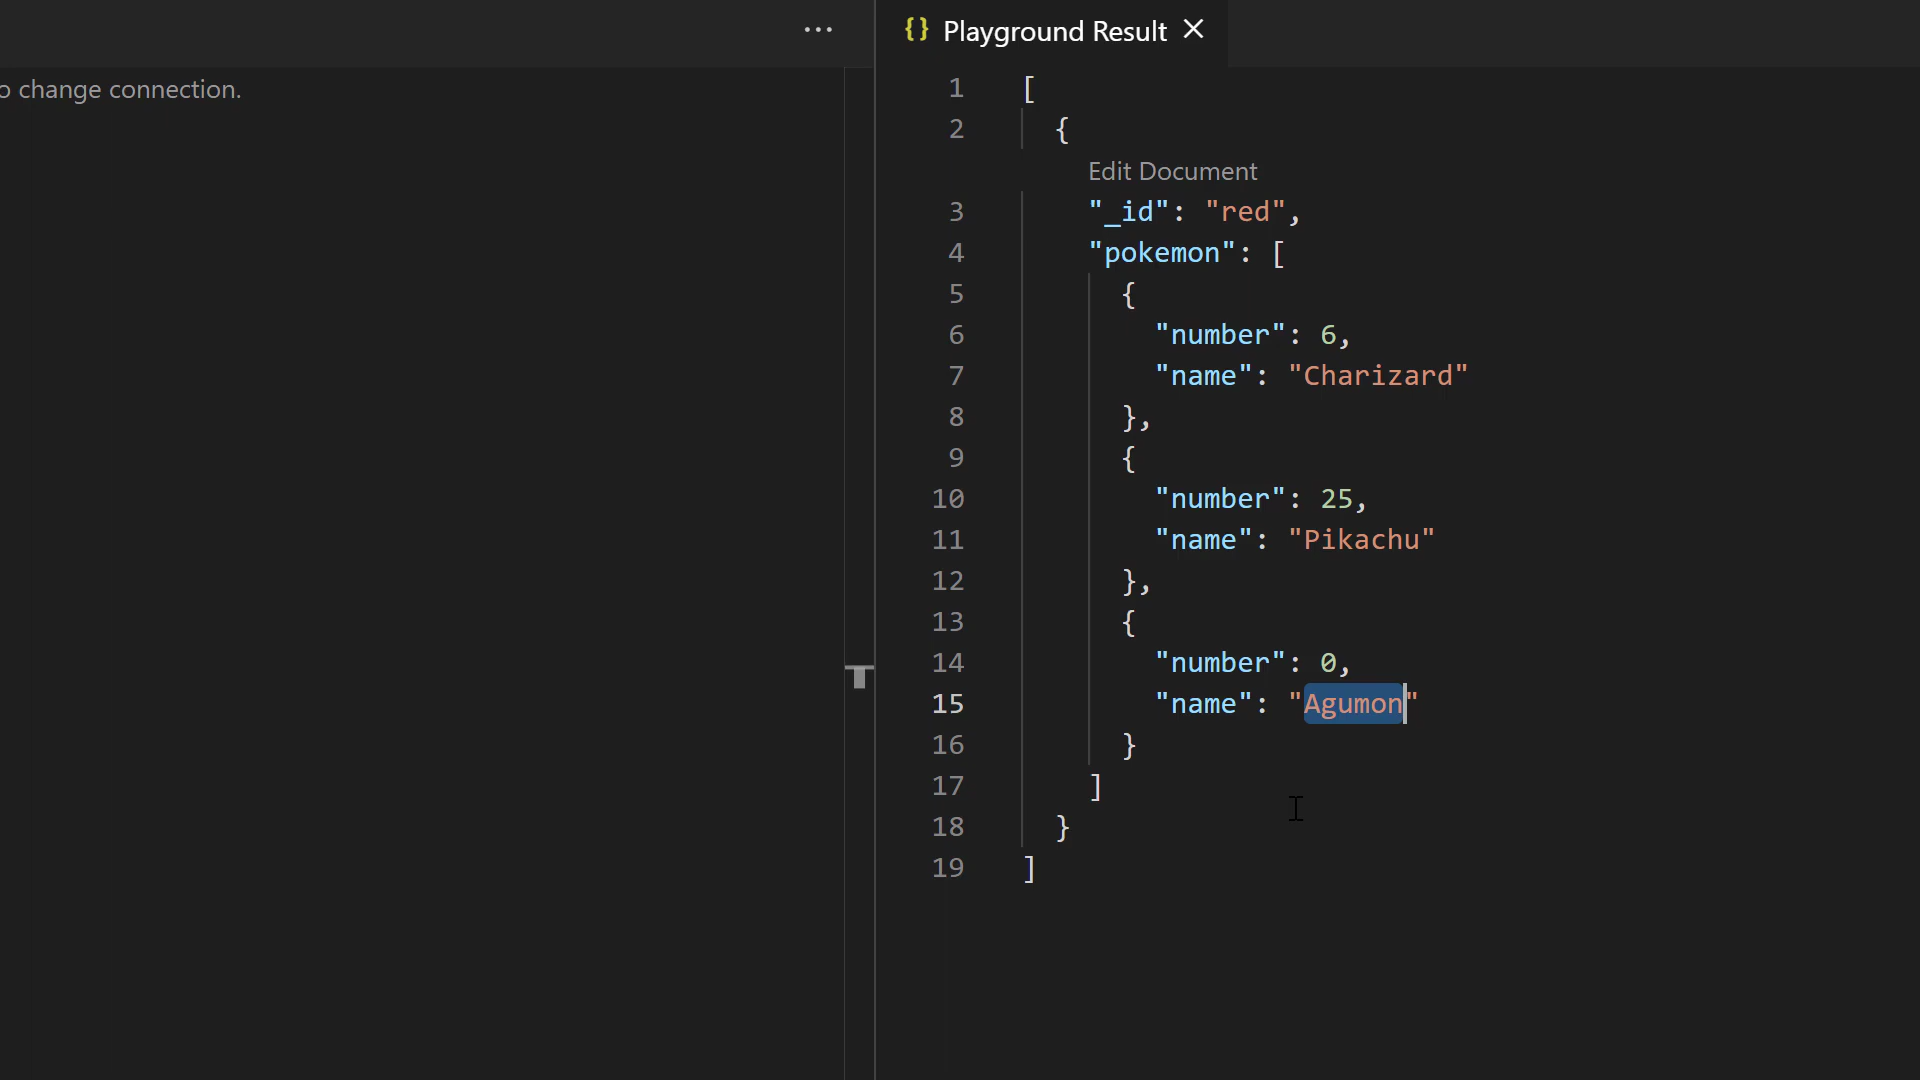 ··· {} Playground Result ✕
o change connection.
1 [
2 {
Edit Document
3 "_id": "red",
4 "pokemon": [
5 {
6 "number": 6,
7 "name": "Charizard"
8 },
9 {
10 "number": 25,
11 "name": "Pikachu"
12 },
13 {
14 "number": 0,
15 "name": "Agumon"
16 }
17 ]
18 }
19 ]